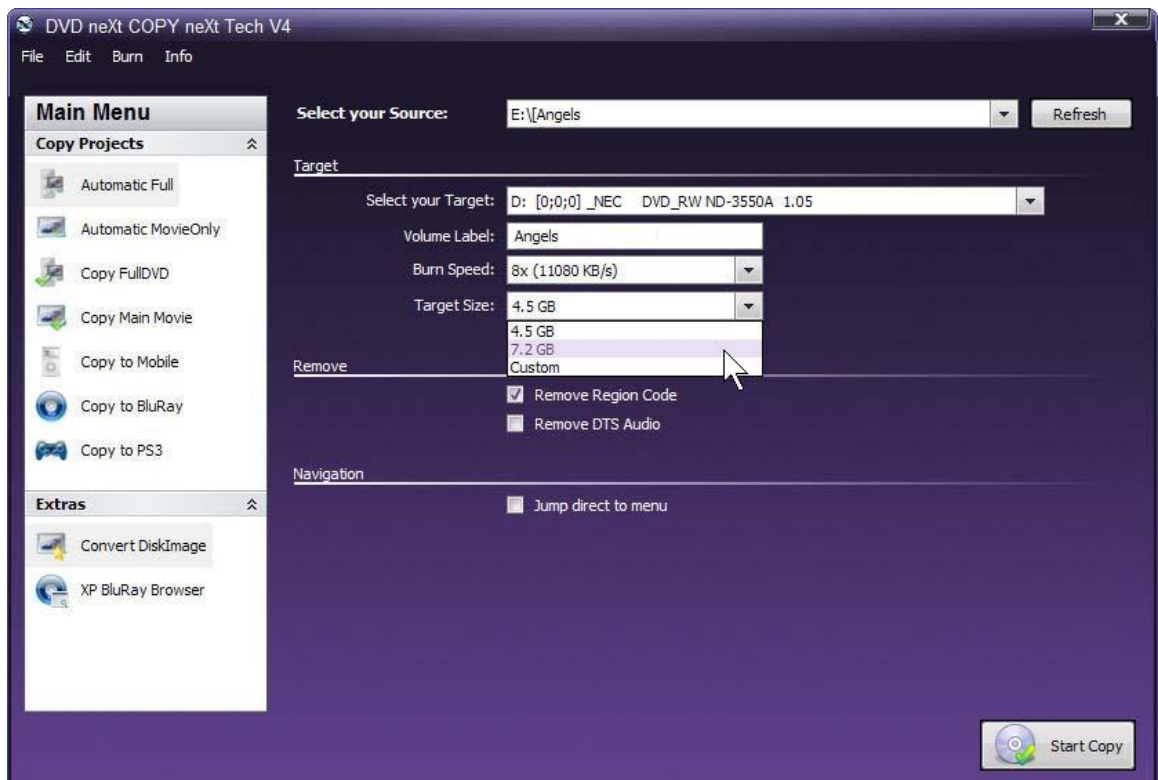 DVD neXt COPY neXt Tech V4
X
File Edit Burn Info
Main Menu
Copy Projects
Automatic Full
Automatic MovieOnly
Copy FullDVD
Copy Main Movie
Copy to Mobile
Copy to BluRay
Copy to PS3
Extras
Convert DiskImage
XP BluRay Browser
Select your Source: E:\[Angels Refresh
Target
Select your Target: D: [0;0;0] _NEC DVD_RW ND-3550A 1.05
Volume Label: Angels
Burn Speed: 8x (11080 KB/s)
Target Size: 4.5 GB
4.5 GB
7.2 GB
Custom
Remove
Remove Region Code
Remove DTS Audio
Navigation
Jump direct to menu
Start Copy